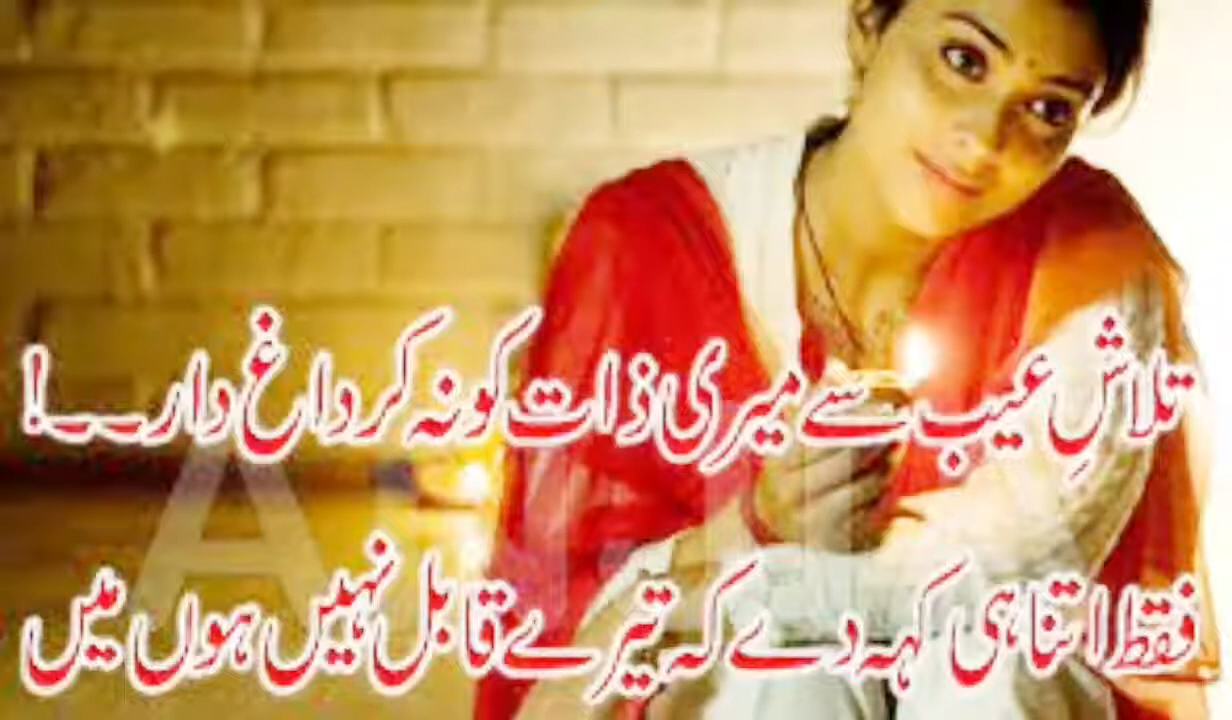 تلاشِ عیب سے میری ذات کو نہ کر داغ دار۔۔۔!
فقط اتنا ہی کہہ دے کہ تیرے قابل نہیں ہوں میں